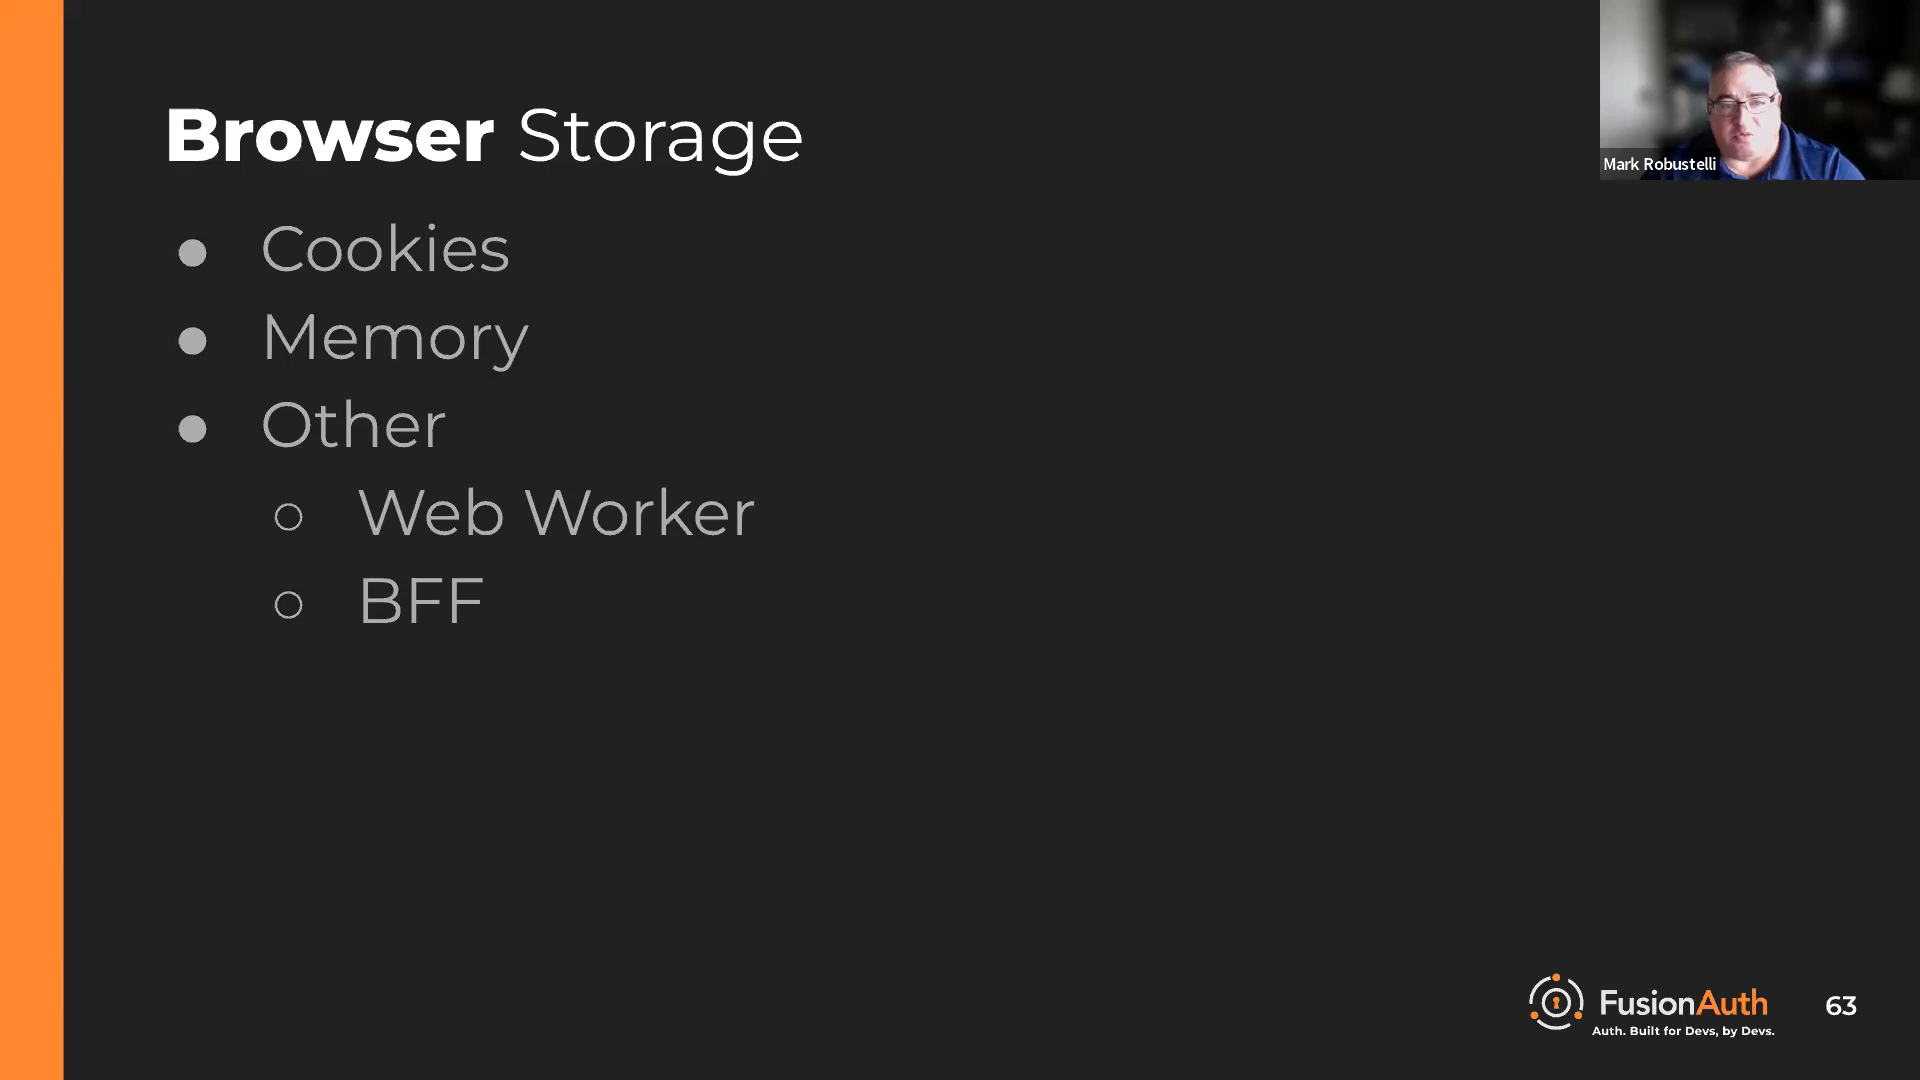 Browser Storage
Mark Robustelli
● Cookies
● Memory
● Other
○ Web Worker
○ BFF
FusionAuth
Auth. Built for Devs, by Devs.
63